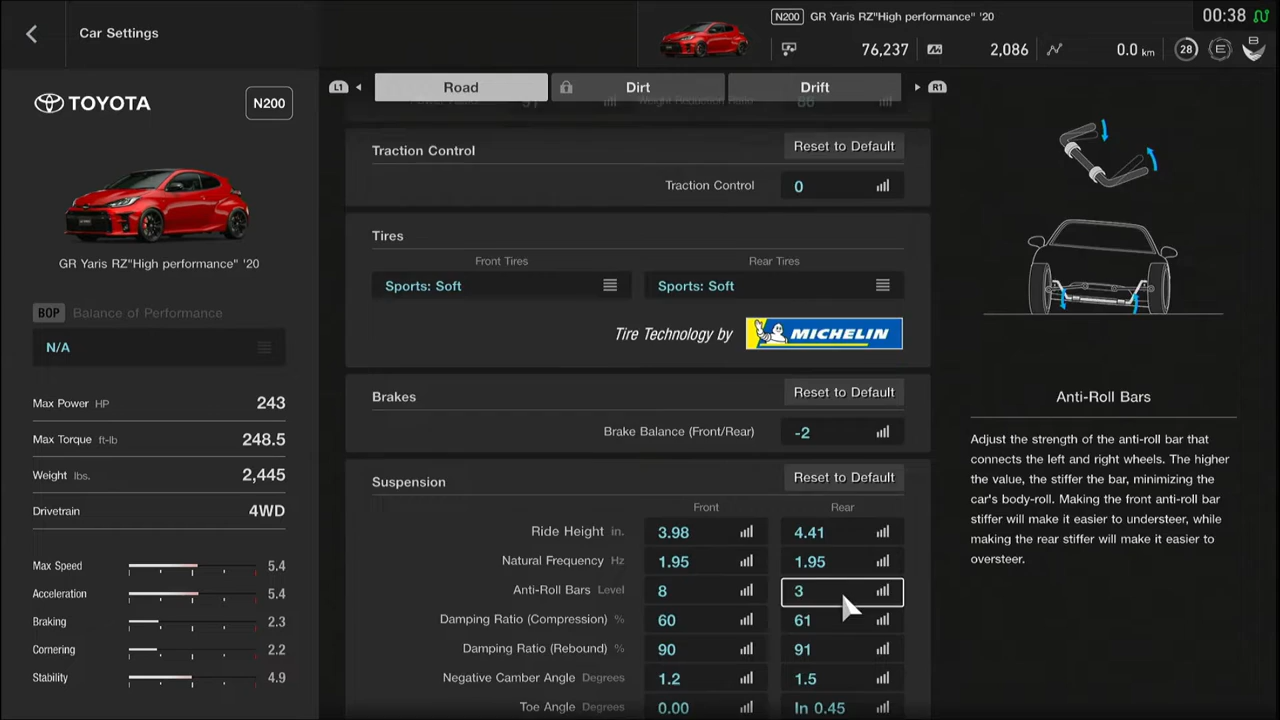 Car Settings
N200 GR Yaris RZ"High performance" '20
76,237 2,086 0.0 km 28 E B
00:38
TOYOTA
N200
GR Yaris RZ"High performance" '20
BOP Balance of Performance
N/A
Max Power HP 243
Max Torque ft-lb 248.5
Weight lbs. 2,445
Drivetrain 4WD
Max Speed 5.4
Acceleration 5.4
Braking 2.3
Cornering 2.2
Stability 4.9
L1 Road Dirt Drift R1
Weight Reduction Ratio
Traction Control Reset to Default
Traction Control 0
Tires
Front Tires Rear Tires
Sports: Soft Sports: Soft
Tire Technology by MICHELIN
Brakes Reset to Default
Brake Balance (Front/Rear) -2
Suspension Reset to Default
Front Rear
Ride Height in. 3.98 4.41
Natural Frequency Hz 1.95 1.95
Anti-Roll Bars Level 8 3
Damping Ratio (Compression) % 60 61
Damping Ratio (Rebound) % 90 91
Negative Camber Angle Degrees 1.2 1.5
Toe Angle Degrees 0.00 In 0.45
Anti-Roll Bars
Adjust the strength of the anti-roll bar that
connects the left and right wheels. The higher
the value, the stiffer the bar, minimizing the
car's body-roll. Making the front anti-roll bar
stiffer will make it easier to understeer, while
making the rear stiffer will make it easier to
oversteer.